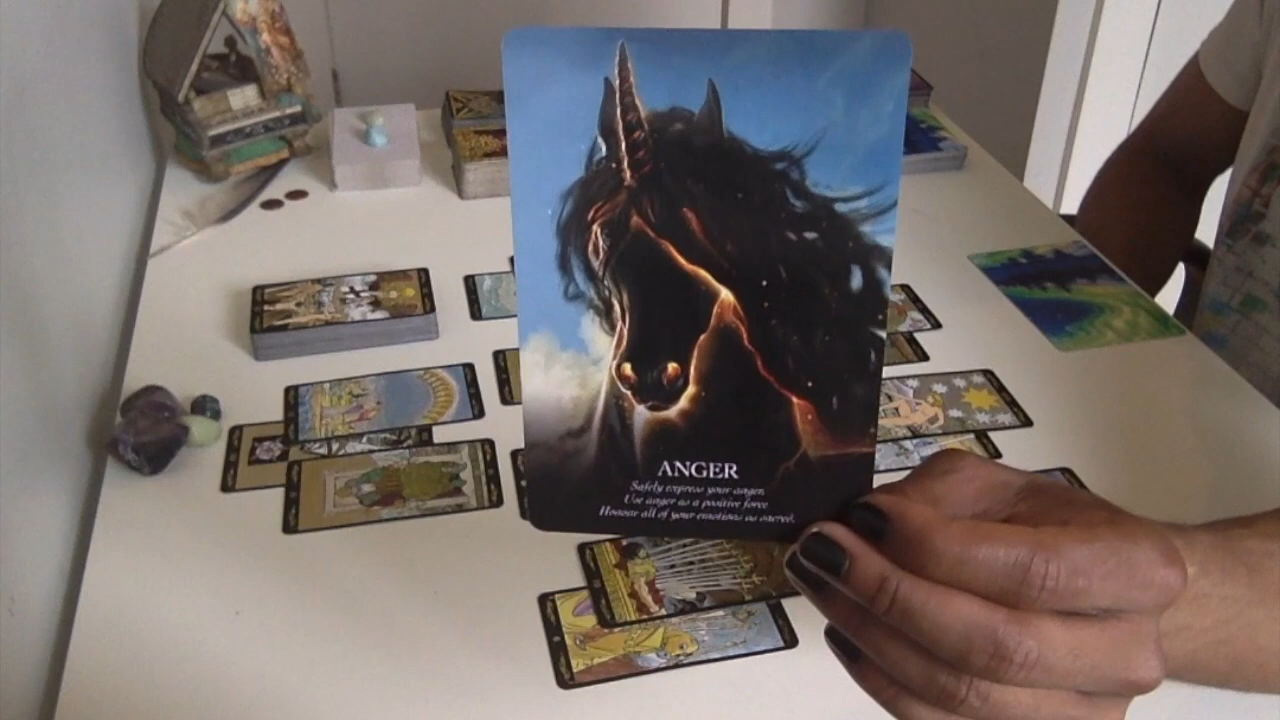 ANGER
Safely express your anger.
Use anger as a positive force
Honour all of your emotions as sacred.